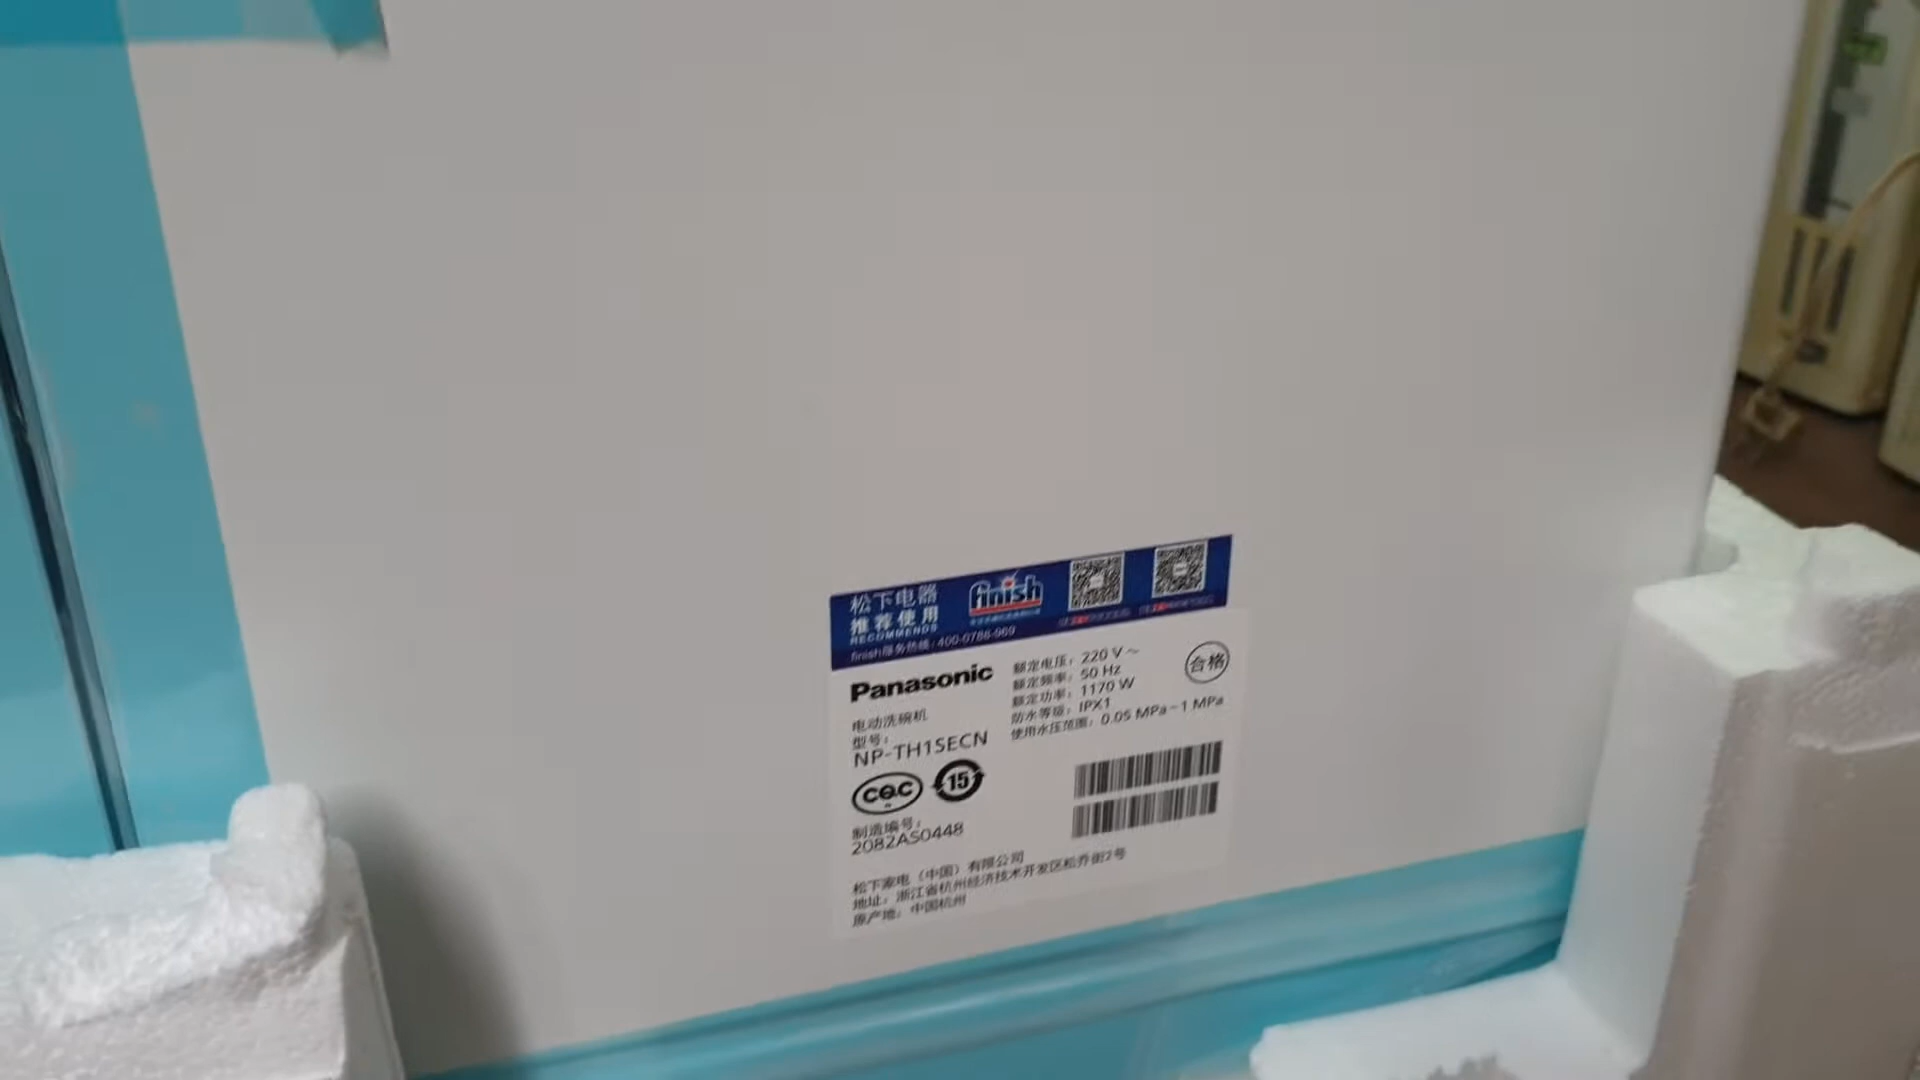 松下电器
推荐使用
RECOMMENDS
finish
finish服务热线:400-0788-969
Panasonic
电动洗碗机
型号:
NP-TH1SECN
额定电压:220 V～
额定频率:50 Hz
额定功率:1170 W
防水等级:IPX1
使用水压范围:0.05 MPa~1 MPa
合格
CQC
15
制造编号:
2082AS0448
松下家电(中国)有限公司
地址:浙江省杭州经济技术开发区松乔街2号
原产地:中国杭州